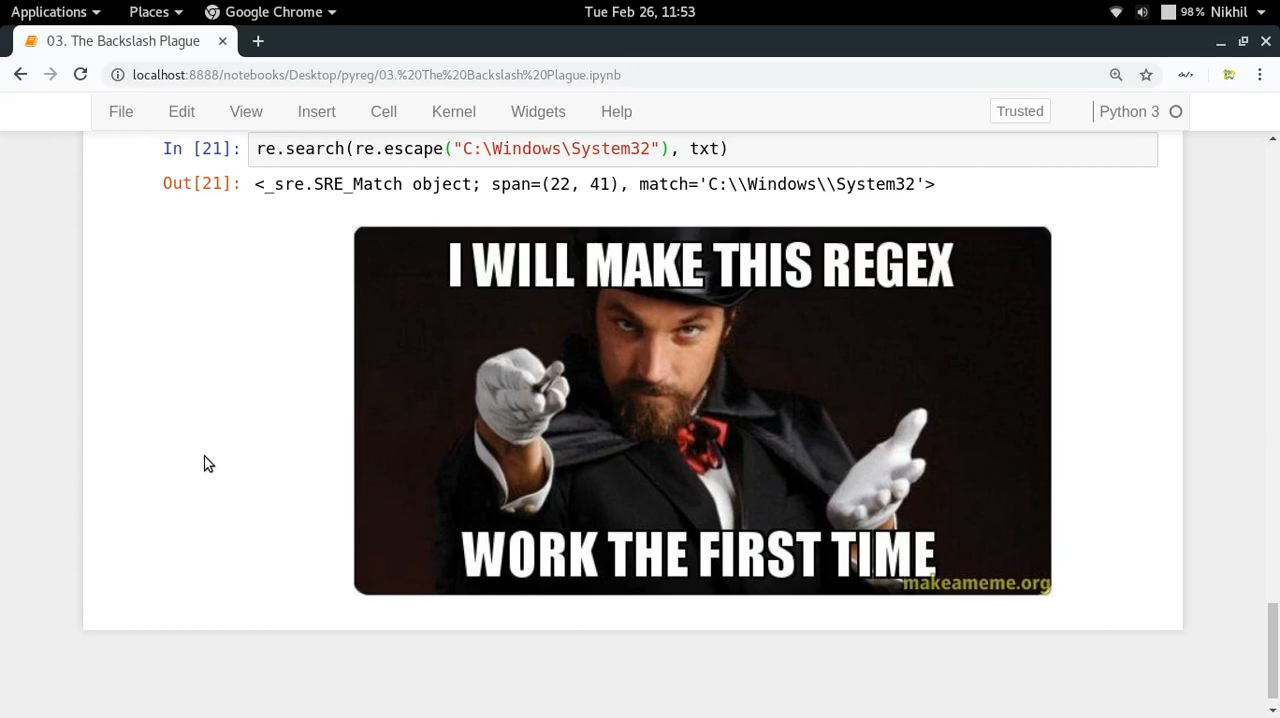 Applications Places Google Chrome Tue Feb 26, 11:53 98% Nikhil
03. The Backslash Plague
localhost:8888/notebooks/Desktop/pyreg/03.%20The%20Backslash%20Plague.ipynb
File Edit View Insert Cell Kernel Widgets Help Trusted Python 3
In [21]: re.search(re.escape("C:\Windows\System32"), txt)
Out[21]: <_sre.SRE_Match object; span=(22, 41), match='C:\\Windows\\System32'>
I WILL MAKE THIS REGEX
WORK THE FIRST TIME
makeameme.org